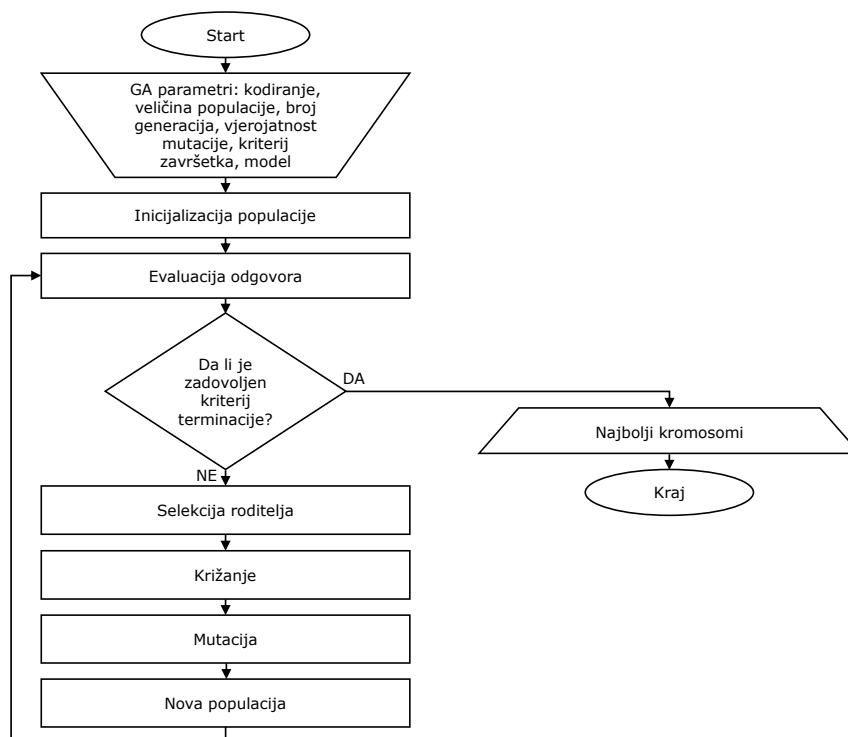 Start
GA parametri: kodiranje,
veličina populacije, broj
generacija, vjerojatnost
mutacije, kriterij
završetka, model
Inicijalizacija populacije
Evaluacija odgovora
Da li je
zadovoljen
kriterij
terminacije?
DA
NE
Najbolji kromosomi
Kraj
Selekcija roditelja
Križanje
Mutacija
Nova populacija